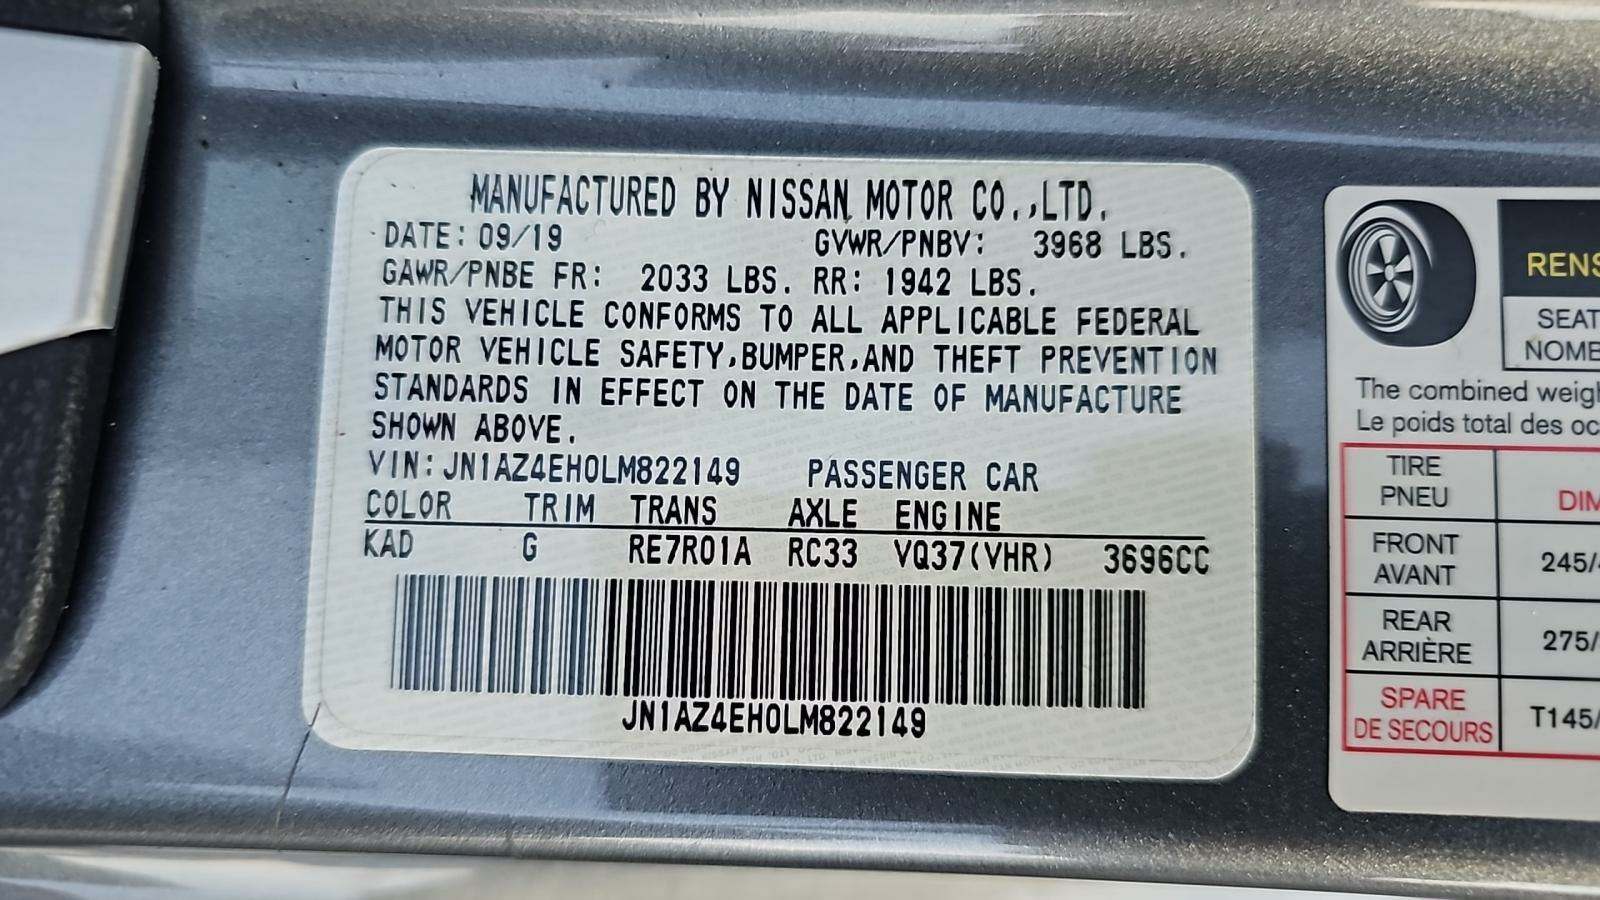 MANUFACTURED BY NISSAN MOTOR CO.,LTD.
DATE: 09/19 GVWR/PNBV: 3968 LBS.
GAWR/PNBE FR: 2033 LBS. RR: 1942 LBS.
THIS VEHICLE CONFORMS TO ALL APPLICABLE FEDERAL
MOTOR VEHICLE SAFETY,BUMPER,AND THEFT PREVENTION
STANDARDS IN EFFECT ON THE DATE OF MANUFACTURE
SHOWN ABOVE.
VIN: JN1AZ4EH0LM822149 PASSENGER CAR
COLOR TRIM TRANS AXLE ENGINE
KAD G RE7R01A RC33 VQ37(VHR) 3696CC
JN1AZ4EH0LM822149
RENS
SEAT
NOMB
The combined weigh
Le poids total des oc
TIRE
PNEU DIM
FRONT
AVANT 245/
REAR
ARRIÈRE 275/
SPARE
DE SECOURS T145/